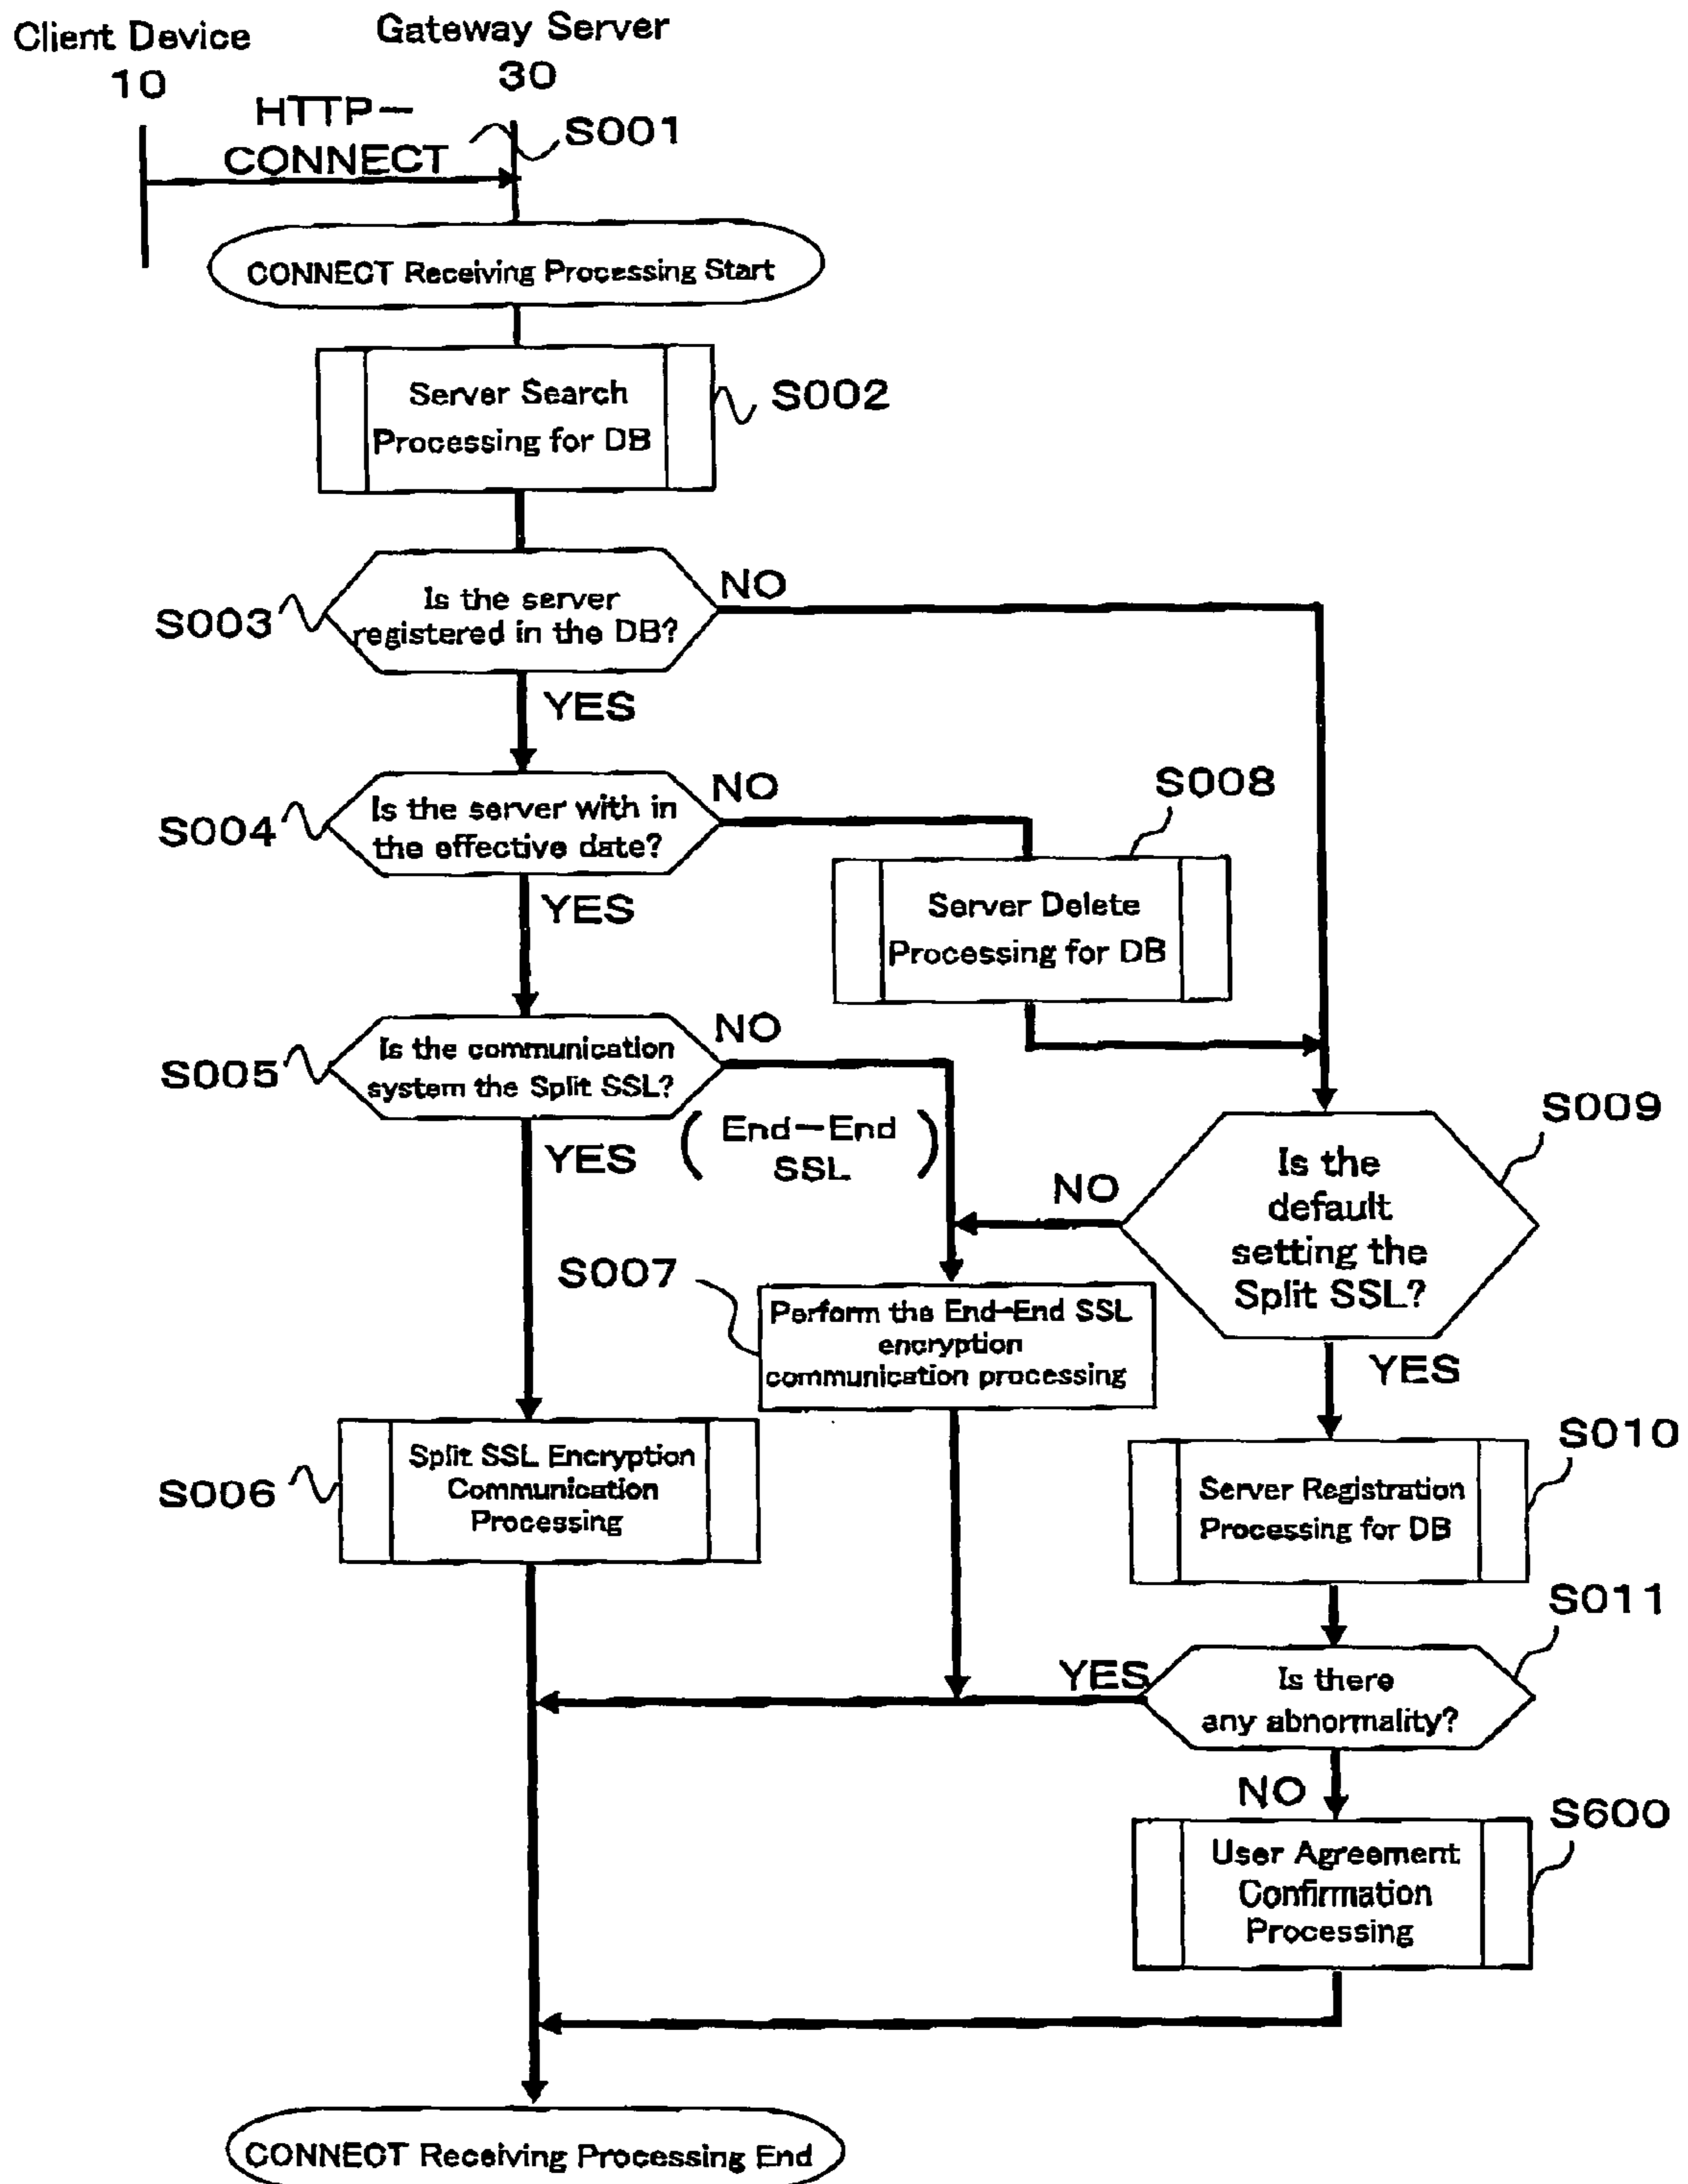 Client Device
10
Gateway Server
30
HTTP-
CONNECT
S001
CONNECT Receiving Processing Start
Server Search
Processing for DB
S002
S003
Is the server
registered in the DB?
NO
YES
S004
Is the server with in
the effective date?
NO
YES
S008
Server Delete
Processing for DB
S005
Is the communication
system the Split SSL?
NO
(End-End
SSL)
YES
S009
Is the
default
setting the
Split SSL?
NO
YES
S007
Perform the End-End SSL
encryption
communication processing
S006
Split SSL Encryption
Communication
Processing
S010
Server Registration
Processing for DB
S011
Is there
any abnormality?
YES
NO
S600
User Agreement
Confirmation
Processing
CONNECT Receiving Processing End